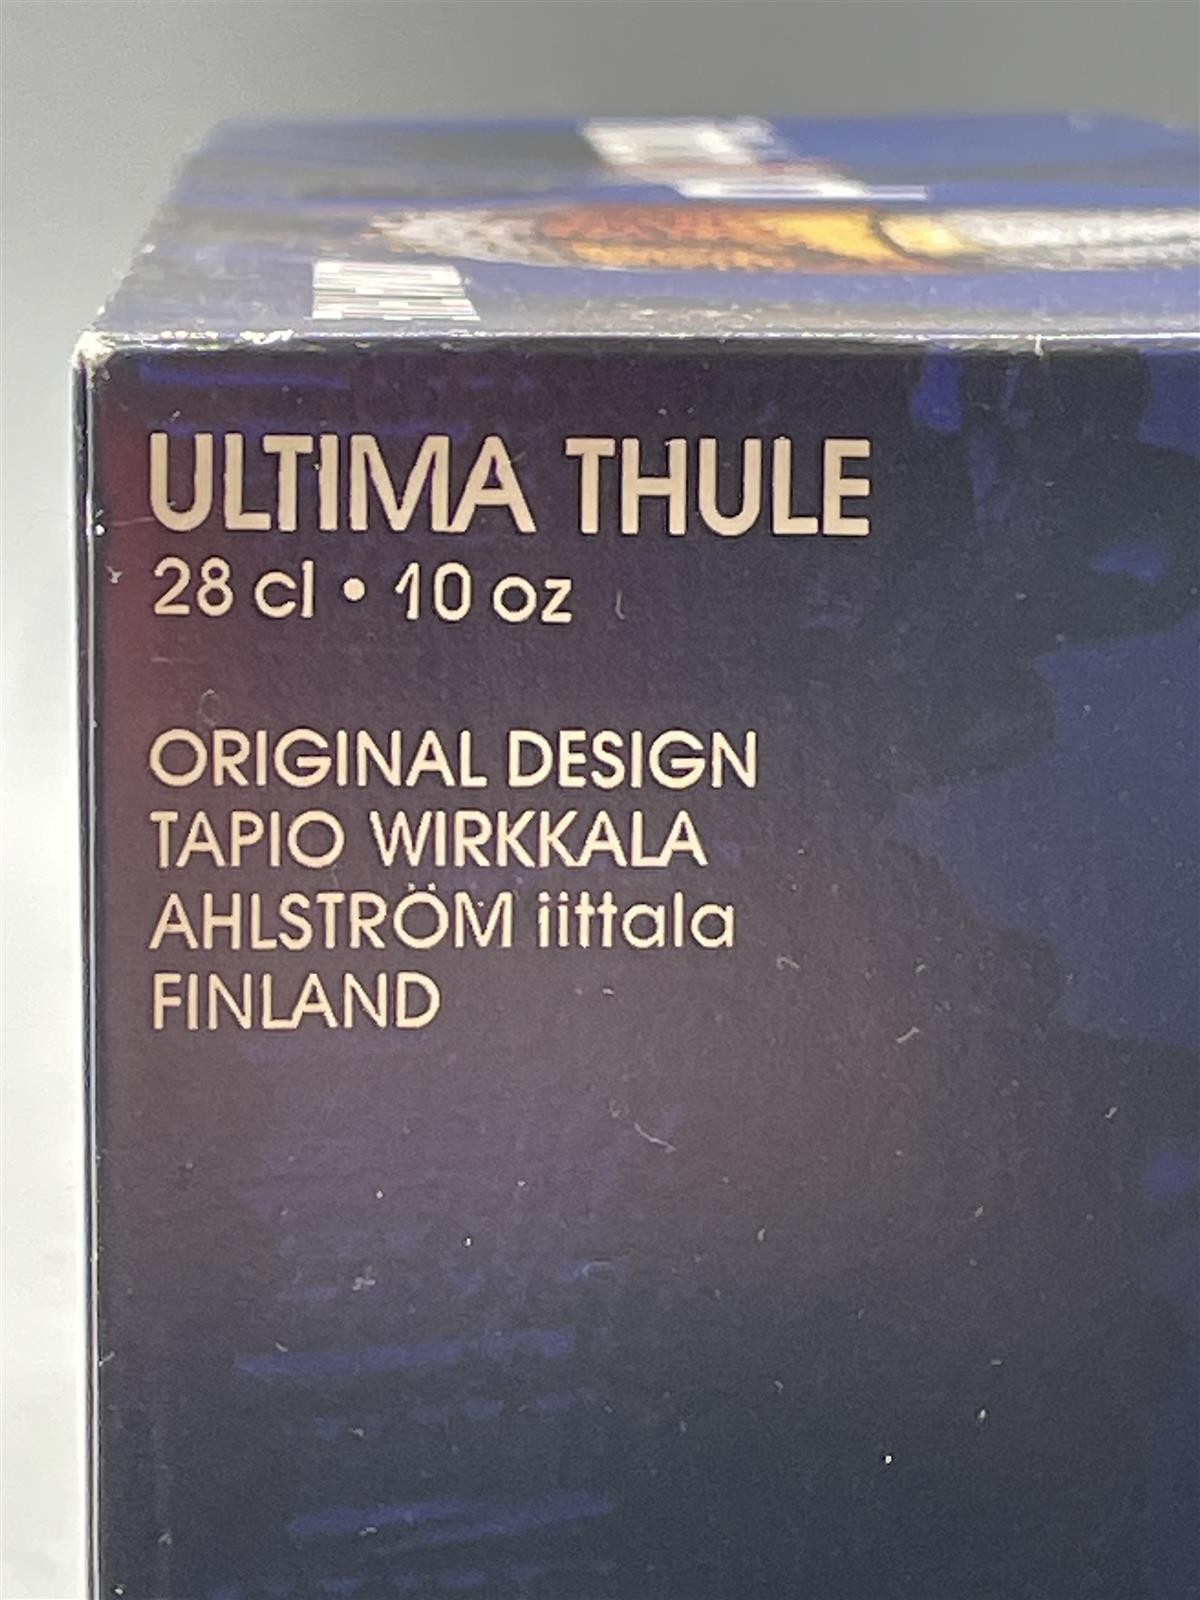 ULTIMA THULE
28 cl • 10 oz
ORIGINAL DESIGN
TAPIO WIRKKALA
AHLSTRÖM iittala
FINLAND